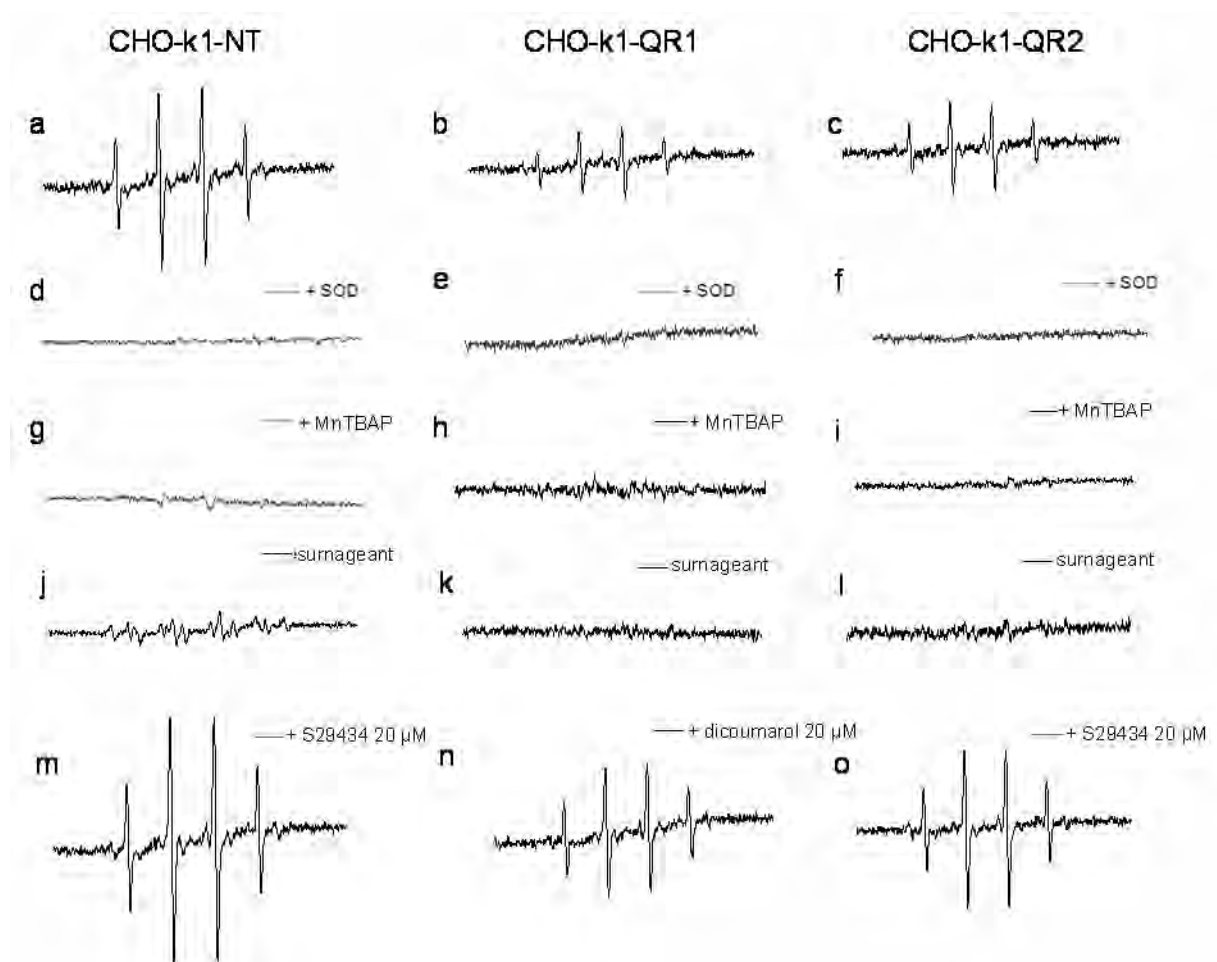 CHO-k1-NT CHO-k1-QR1 CHO-k1-QR2
a b c
d + SOD e + SOD f + SOD
g + MnTBAP h + MnTBAP i + MnTBAP
j surnageant k surnageant l surnageant
m + S29434 20 µM n + dicoumarol 20 µM o + S29434 20 µM